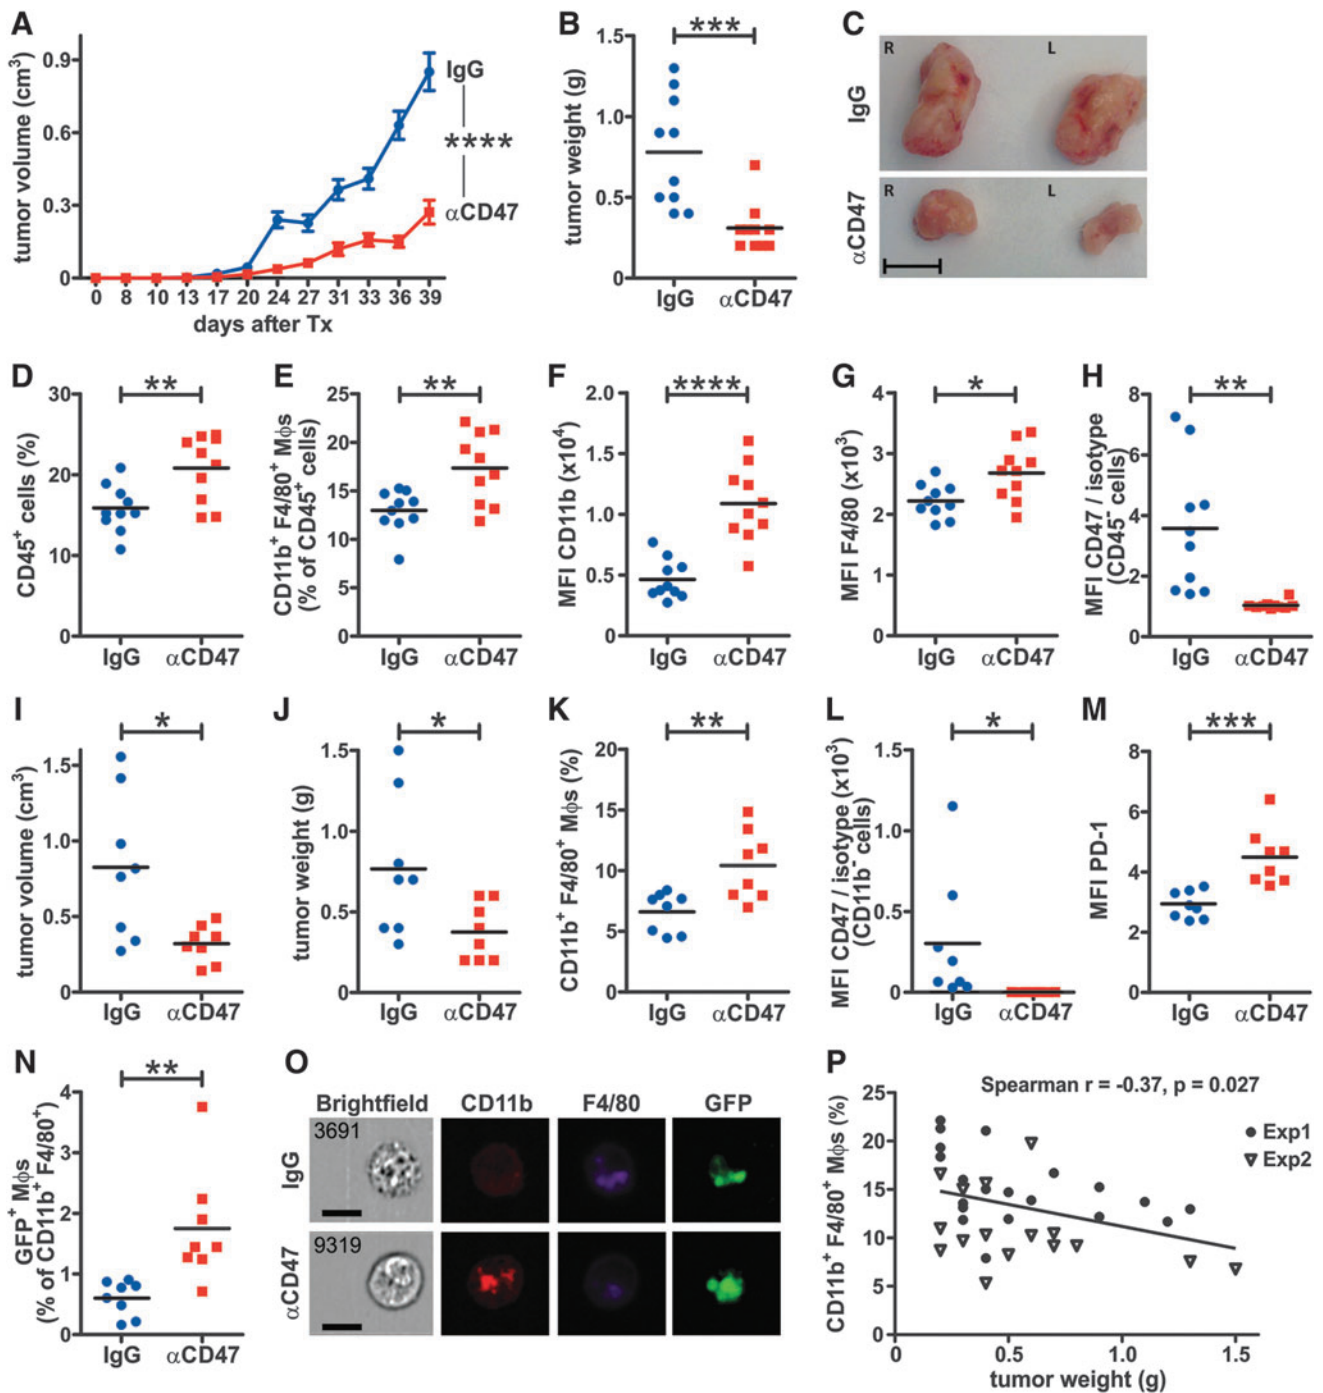 A
tumor volume (cm³)
0.9
0.6
0.3
0
0 8 10 13 17 20 24 27 31 33 36 39
days after Tx
IgG
****
αCD47
B
tumor weight (g)
1.5
1.0
0.5
0
***
IgG αCD47
C
IgG
R L
αCD47
R L
D
CD45⁺ cells (%)
30
20
10
0
**
IgG αCD47
E
CD11b⁺ F4/80⁺ Mϕs
(% of CD45⁺ cells)
25
20
15
10
5
0
**
IgG αCD47
F
MFI CD11b (x10⁴)
2.0
1.5
1.0
0.5
0
****
IgG αCD47
G
MFI F4/80 (x10³)
4
3
2
1
0
*
IgG αCD47
H
MFI CD47 / isotype
(CD45⁻ cells)
8
6
4
2
0
**
IgG αCD47
I
tumor volume (cm³)
1.5
1.0
0.5
0
*
IgG αCD47
J
tumor weight (g)
1.5
1.0
0.5
0
*
IgG αCD47
K
CD11b⁺ F4/80⁺ Mϕs (%)
20
15
10
5
0
**
IgG αCD47
L
MFI CD47 / isotype (x10³)
(CD11b⁻ cells)
1.5
1.0
0.5
0
*
IgG αCD47
M
MFI PD-1
8
6
4
2
0
***
IgG αCD47
N
GFP⁺ Mϕs
(% of CD11b⁺ F4/80⁺)
4
3
2
1
0
**
IgG αCD47
O
Brightfield CD11b F4/80 GFP
IgG
3691
αCD47
9319
P
CD11b⁺ F4/80⁺ Mϕs (%)
25
20
15
10
5
0
Spearman r = -0.37, p = 0.027
Exp1
Exp2
0 0.5 1.0 1.5
tumor weight (g)